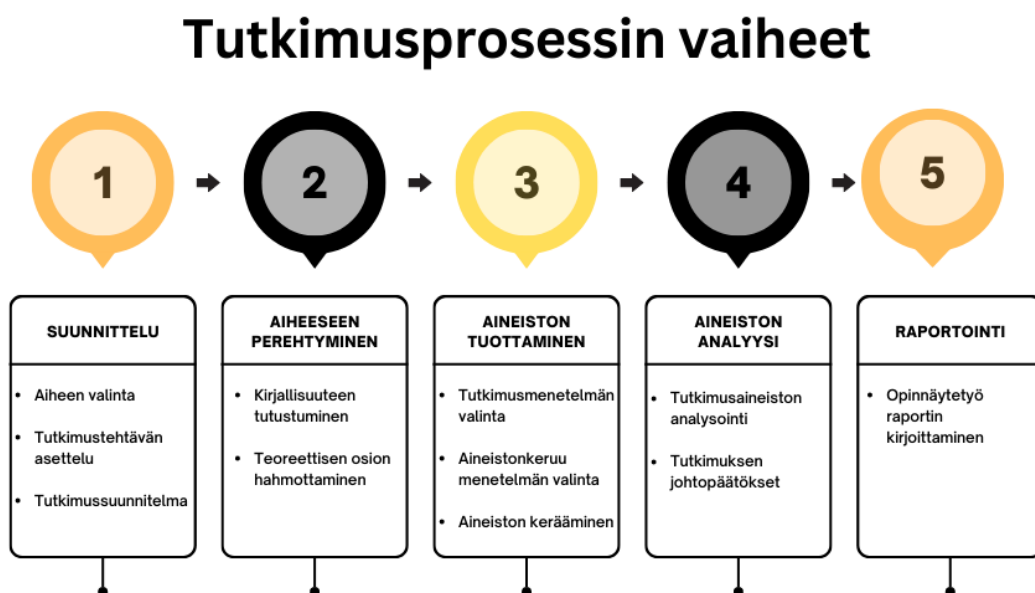 Tutkimusprosessin vaiheet
1
2
3
4
5
SUUNNITTELU
• Aiheen valinta
• Tutkimustehtävän
asettelu
• Tutkimussuunnitelma
AIHEESEEN
PEREHTYMINEN
• Kirjallisuuteen
tutustuminen
• Teoreettisen osion
hahmottaminen
AINEISTON
TUOTTAMINEN
• Tutkimusmenetelmän
valinta
• Aineistonkeruu
menetelmän valinta
• Aineiston kerääminen
AINEISTON
ANALYYSI
• Tutkimusaineiston
analysointi
• Tutkimuksen
johtopäätökset
RAPORTOINTI
• Opinnäytetyö
raportin
kirjoittaminen